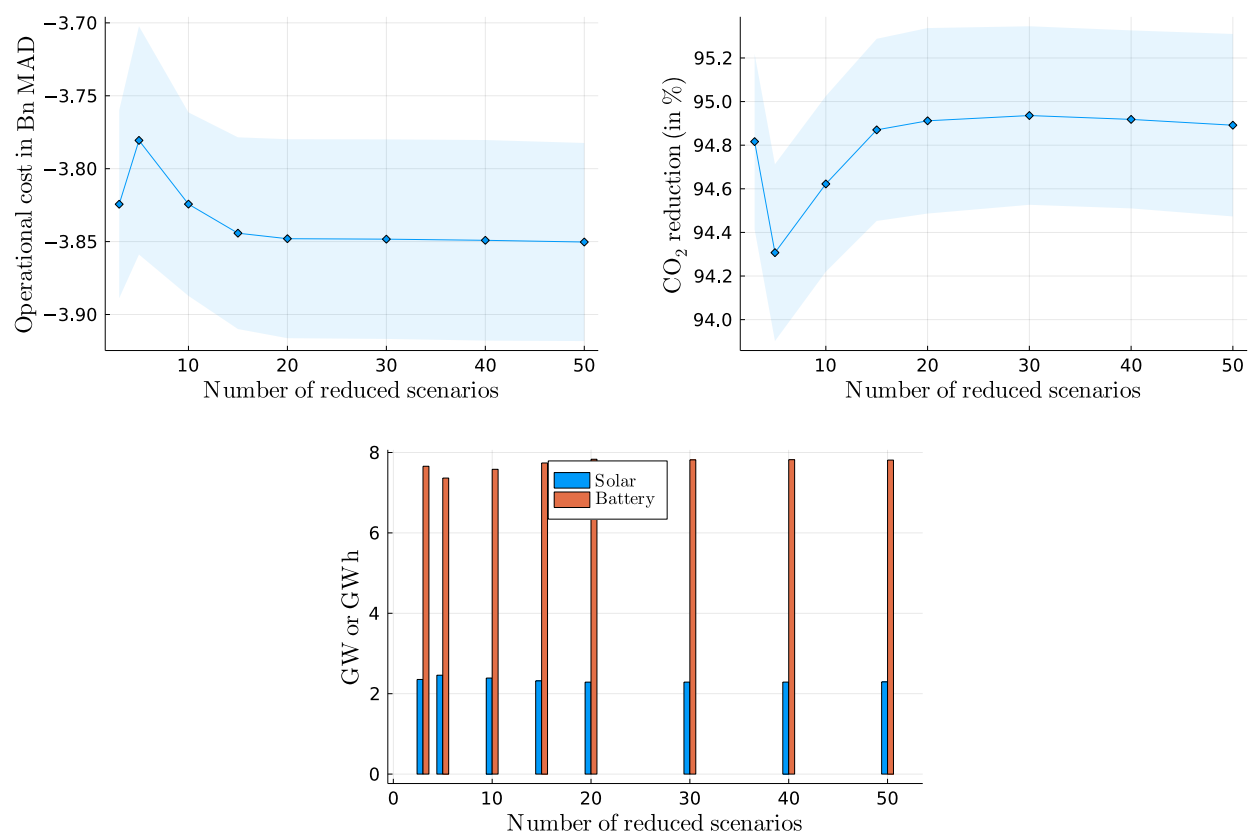 −3.70
−3.75
−3.80
−3.85
−3.90
Operational cost in Bn MAD
10 20 30 40 50
Number of reduced scenarios
95.2
95.0
94.8
94.6
94.4
94.2
94.0
CO₂ reduction (in %)
10 20 30 40 50
Number of reduced scenarios
8
6
4
2
0
GW or GWh
Solar
Battery
0 10 20 30 40 50
Number of reduced scenarios